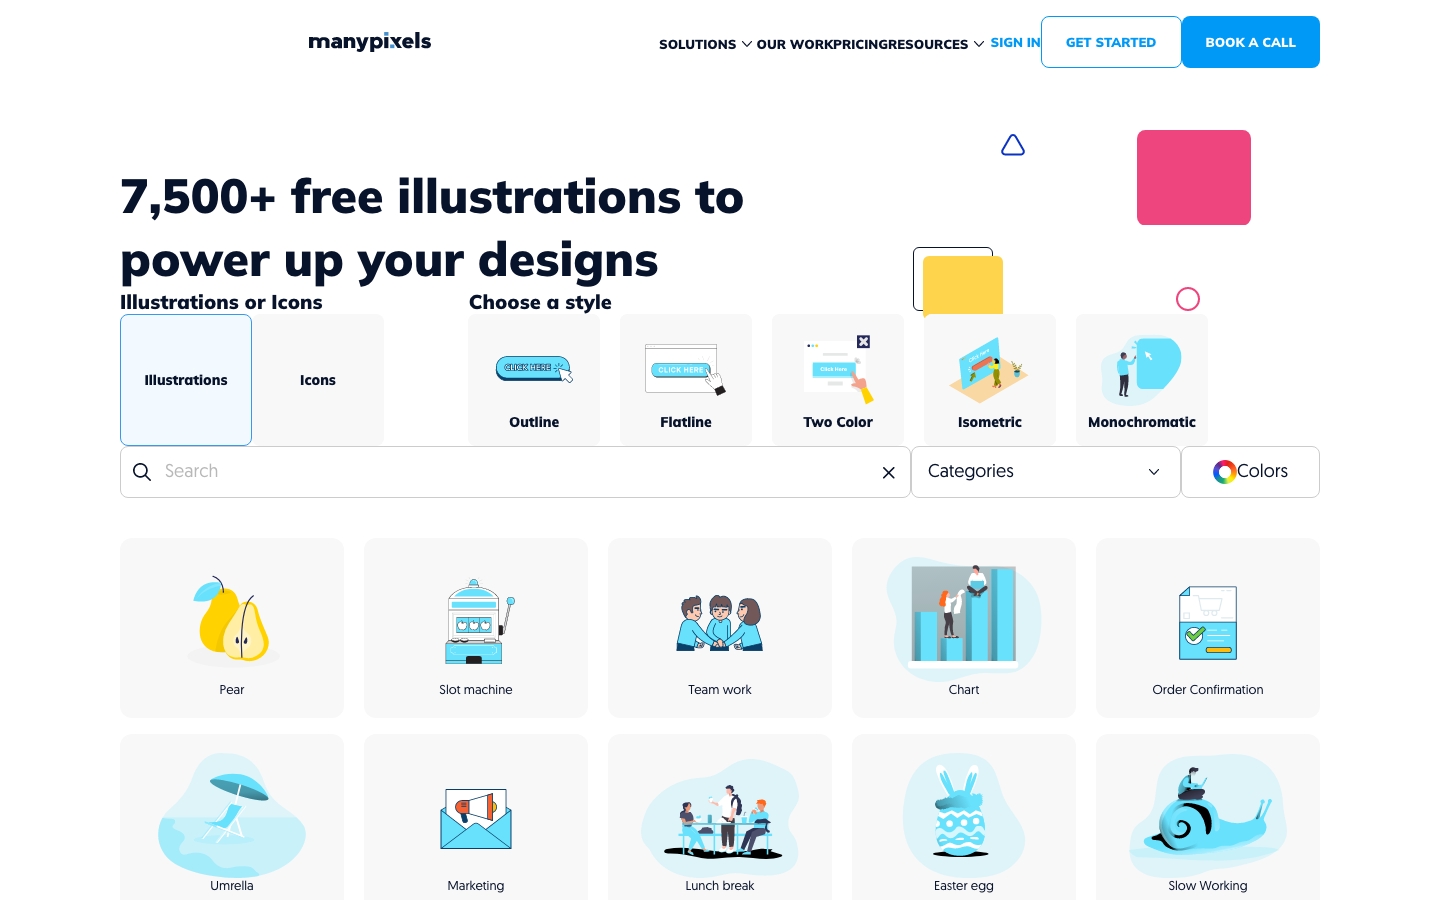 manypixels
SOLUTIONS OUR WORK PRICING RESOURCES SIGN IN GET STARTED BOOK A CALL
7,500+ free illustrations to
power up your designs
Illustrations or Icons
Choose a style
Illustrations
Icons
CLICK HERE
Outline
CLICK HERE
Flatline
Click Here
Two Color
Click Here
Isometric
Monochromatic
Search
Categories
Colors
Pear
Slot machine
Team work
Chart
Order Confirmation
Umrella
Marketing
Lunch break
Easter egg
Slow Working